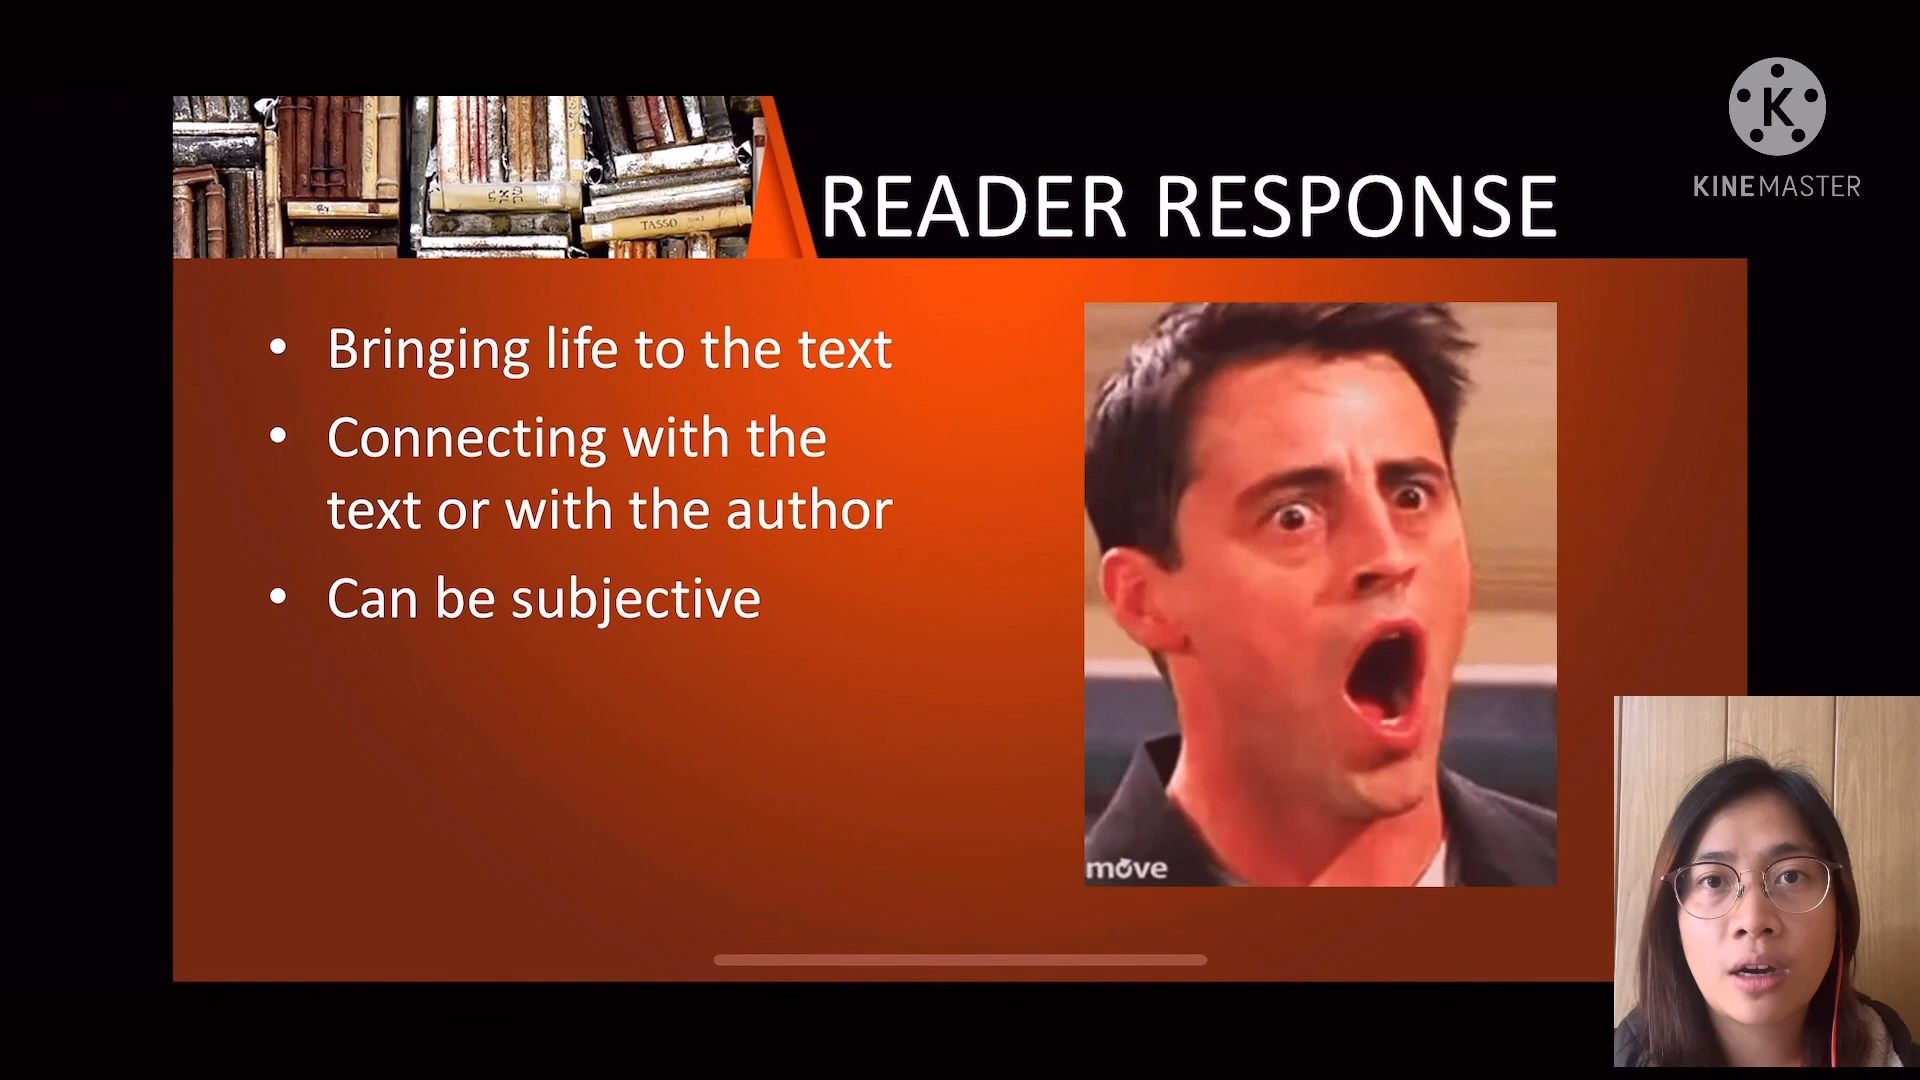 K
KINEMASTER
READER RESPONSE
TASSO
• Bringing life to the text
• Connecting with the
text or with the author
• Can be subjective
move